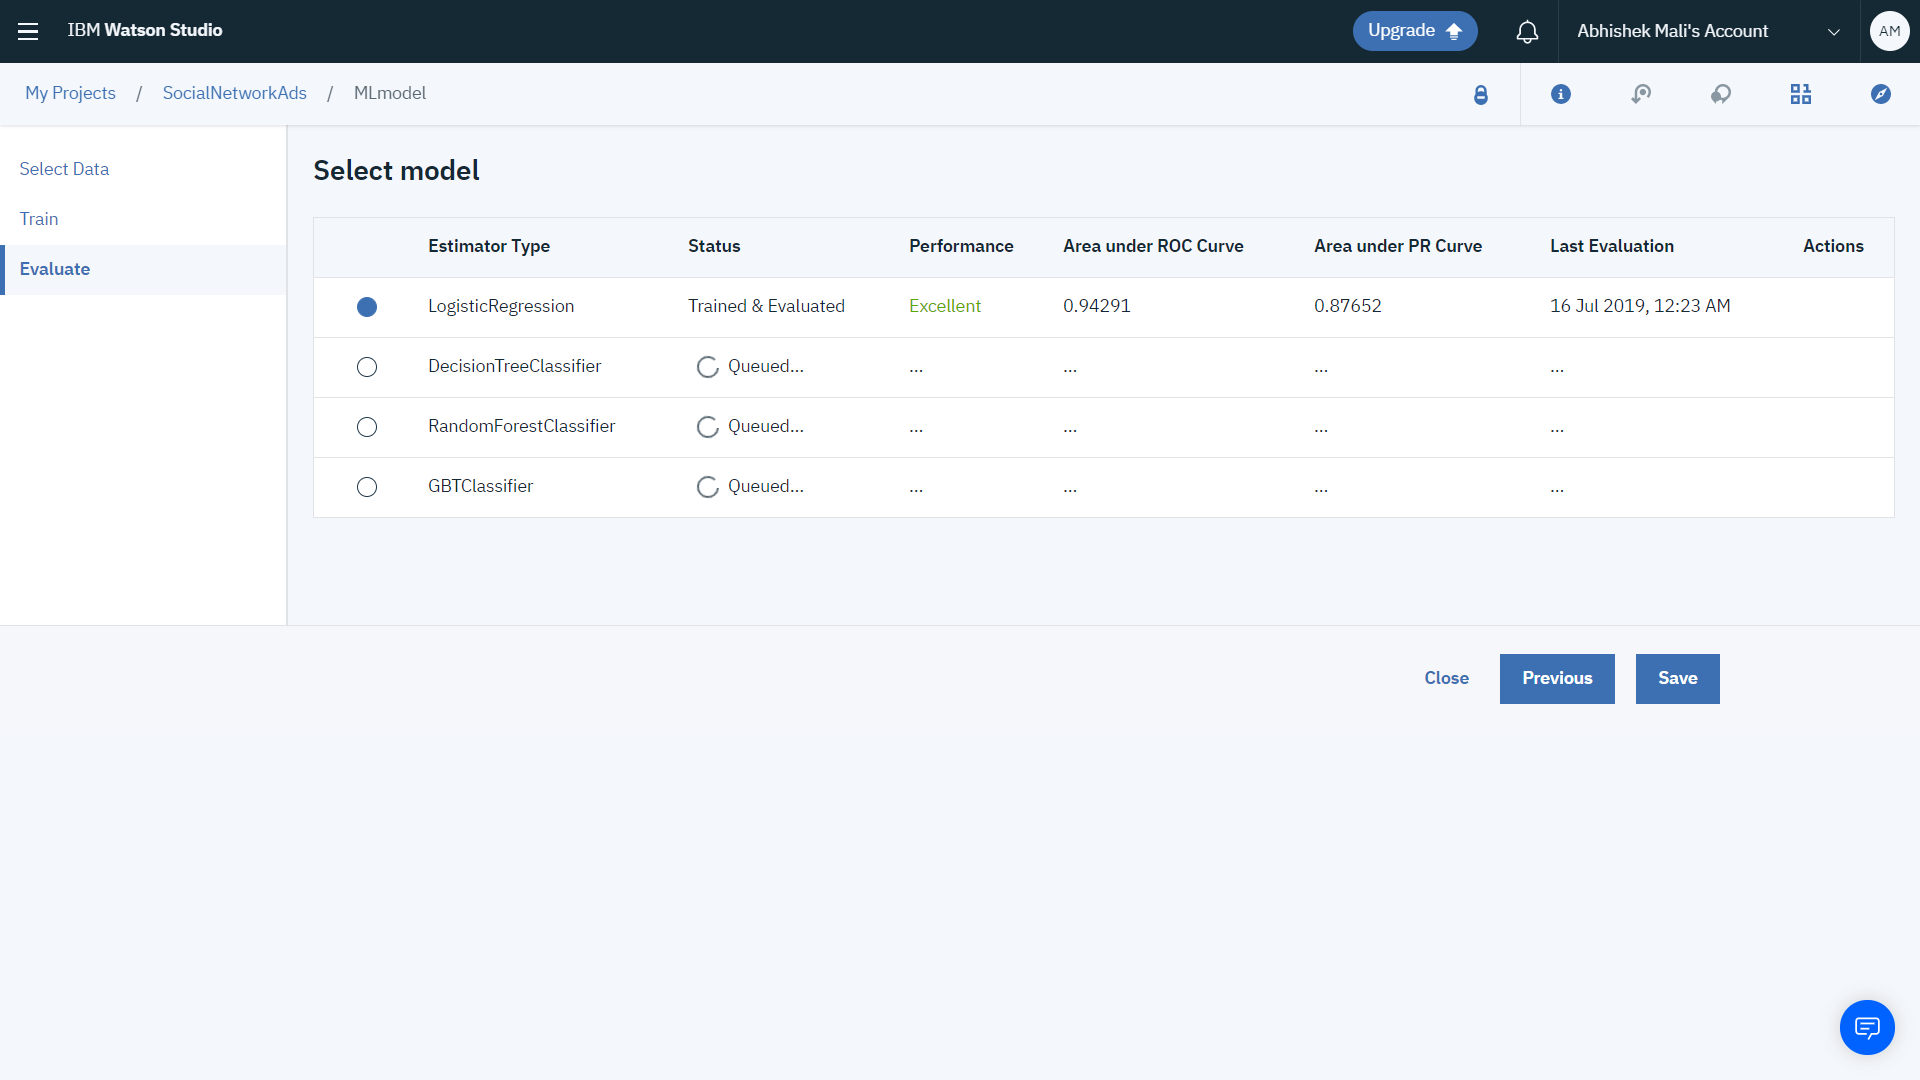 IBM Watson Studio
Upgrade
Abhishek Mali's Account
AM
My Projects / SocialNetworkAds / MLmodel
Select Data
Train
Evaluate
Select model
Estimator Type Status Performance Area under ROC Curve Area under PR Curve Last Evaluation Actions
LogisticRegression Trained & Evaluated Excellent 0.94291 0.87652 16 Jul 2019, 12:23 AM
DecisionTreeClassifier Queued... ... ... ... ...
RandomForestClassifier Queued... ... ... ... ...
GBTClassifier Queued... ... ... ... ...
Close Previous Save